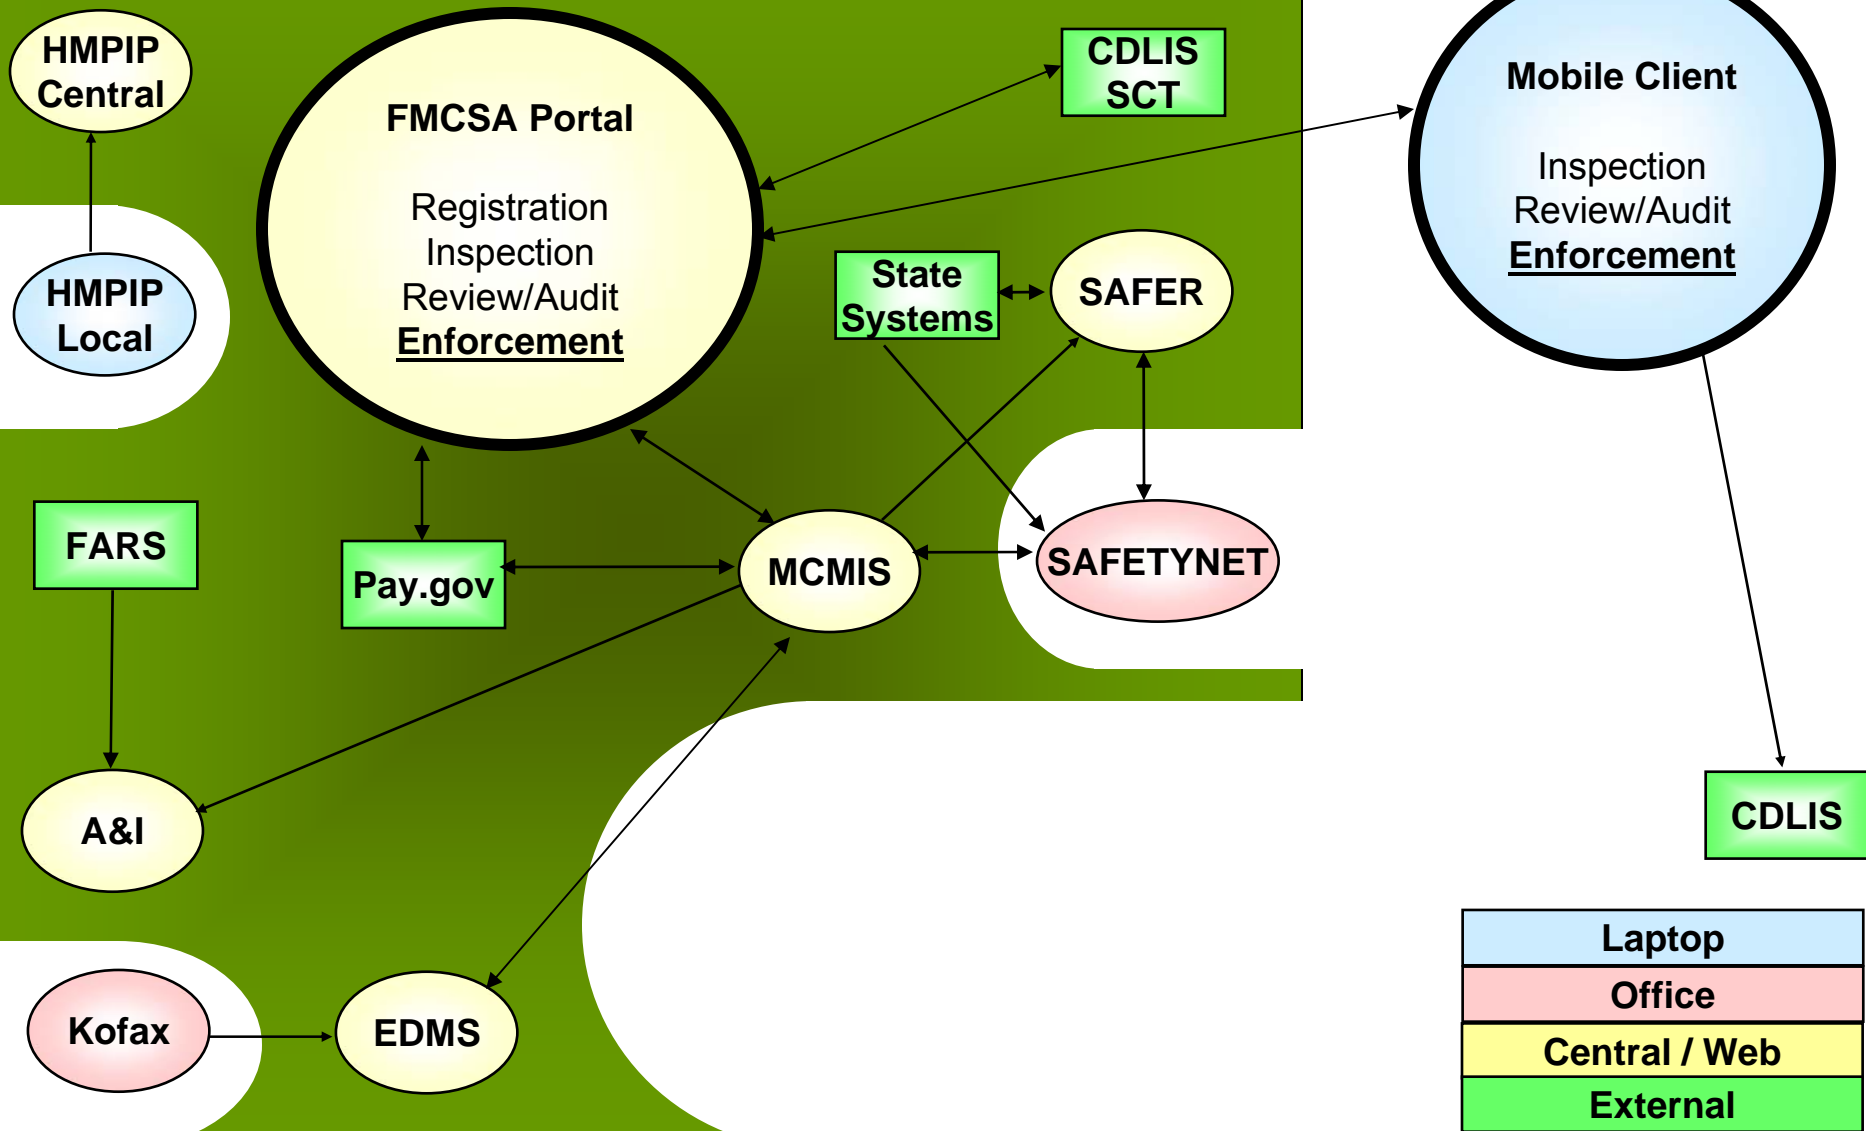 HMPIP
Central
FMCSA Portal
Registration
Inspection
Review/Audit
Enforcement
CDLIS
SCT
Mobile Client
Inspection
Review/Audit
Enforcement
HMPIP
Local
State
Systems
SAFER
FARS
Pay.gov
MCMIS
SAFETYNET
A&I
CDLIS
Kofax
EDMS
Laptop
Office
Central / Web
External